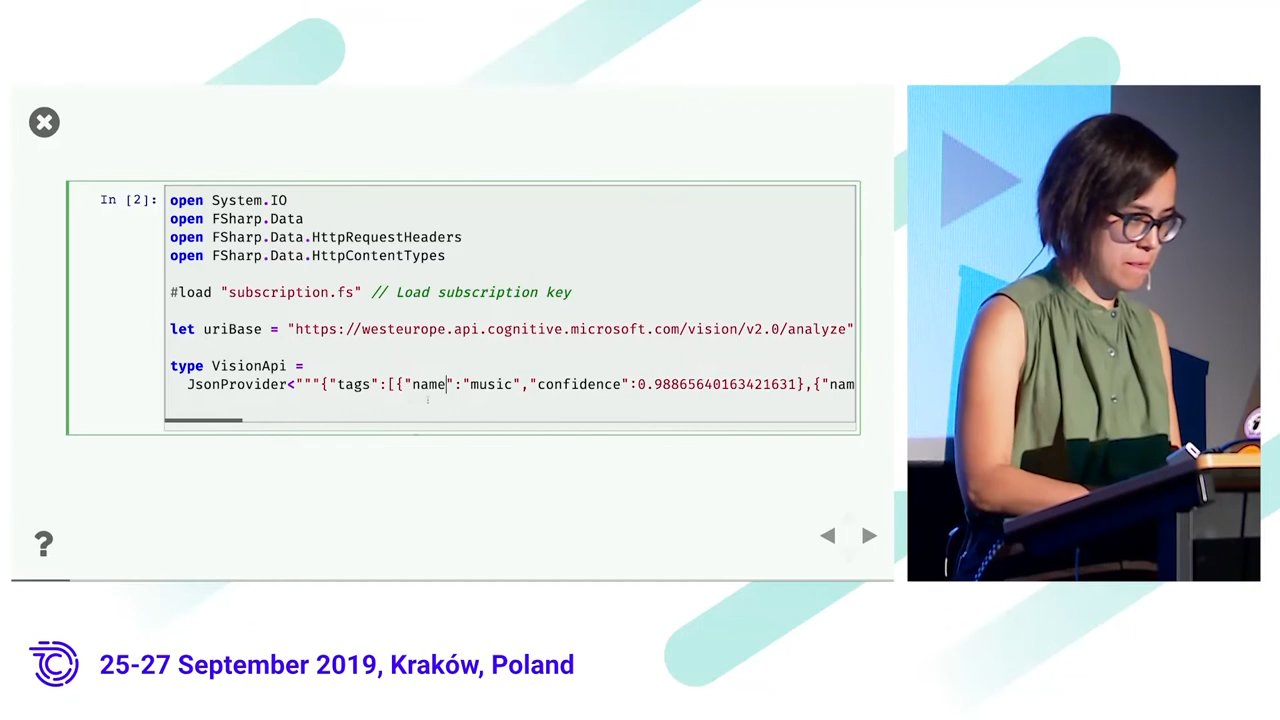 In [2]:
open System.IO
open FSharp.Data
open FSharp.Data.HttpRequestHeaders
open FSharp.Data.HttpContentTypes
#load "subscription.fs" // Load subscription key
let uriBase = "https://westeurope.api.cognitive.microsoft.com/vision/v2.0/analyze"
type VisionApi =
JsonProvider<"""{"tags":[{"name":"music","confidence":0.98865640163421631},{"nam
?
25-27 September 2019, Kraków, Poland